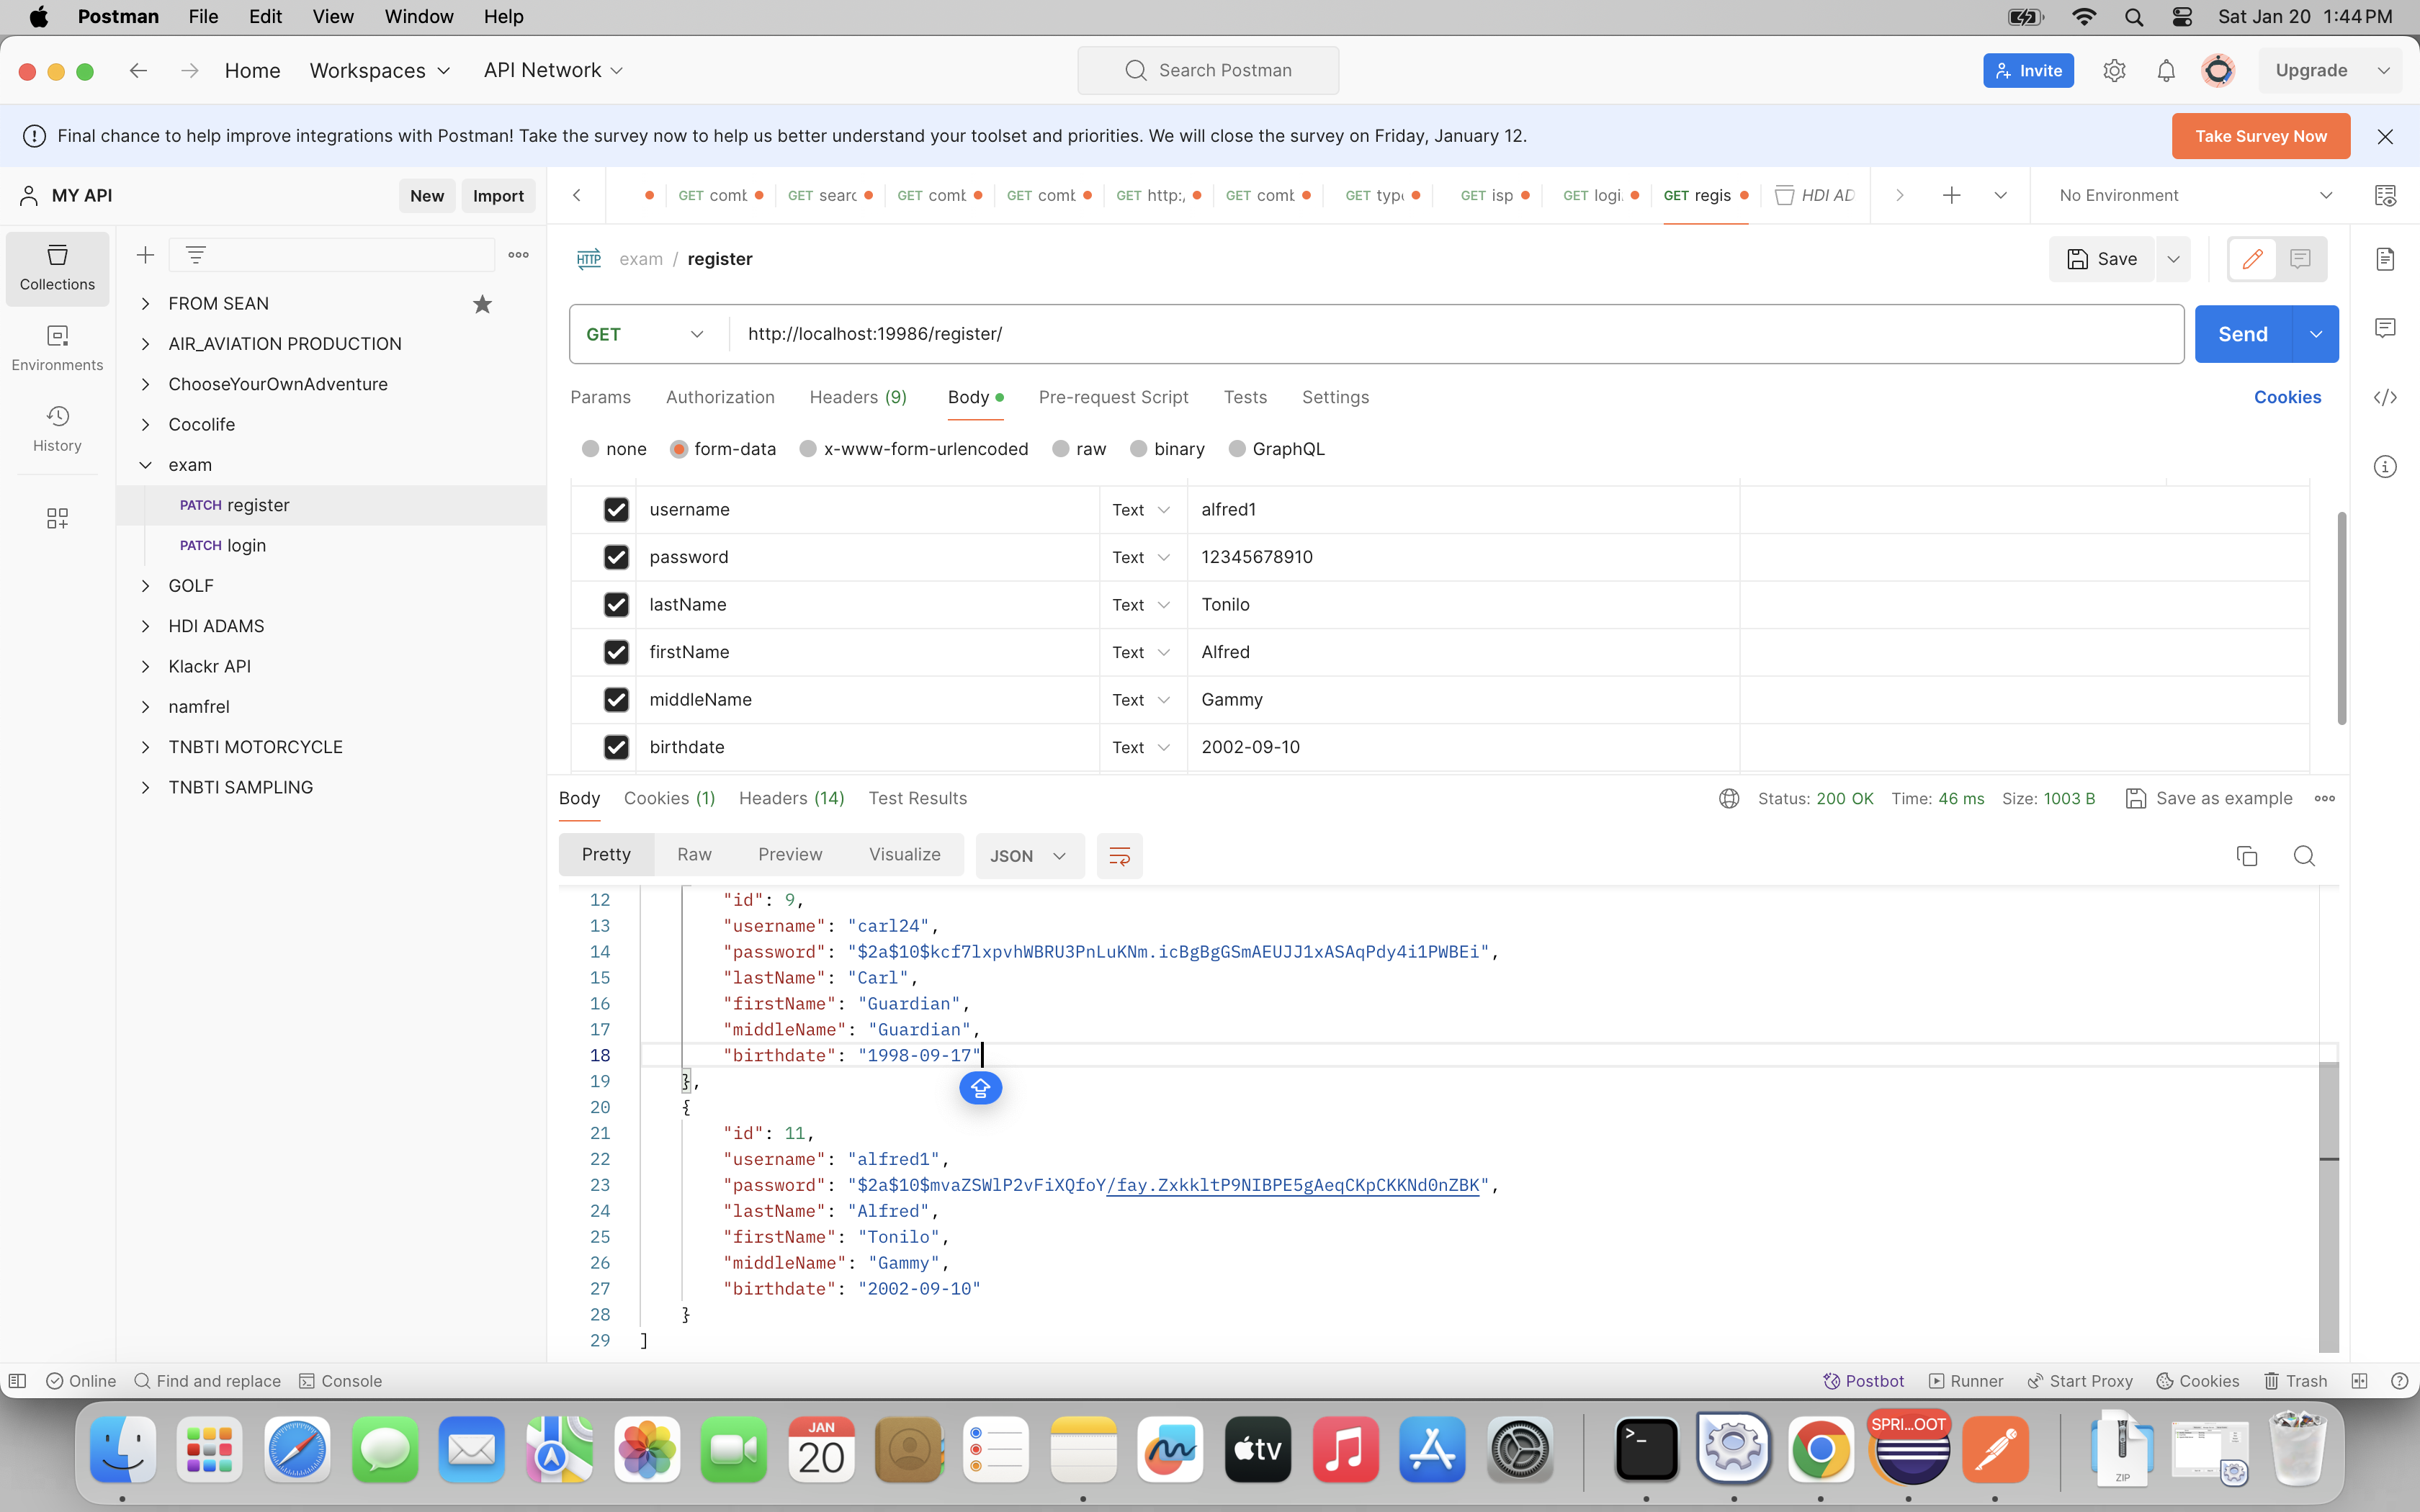 Postman File Edit View Window Help Sat Jan 20 1:44 PM
Home Workspaces API Network Search Postman Invite Upgrade
Final chance to help improve integrations with Postman! Take the survey now to help us better understand your toolset and priorities. We will close the survey on Friday, January 12. Take Survey Now
MY API New Import
GET comb GET searc GET comb GET comb GET http:/ GET comb GET type GET isp GET logi GET regis HDI AD No Environment
Collections
Environments
History
FROM SEAN
AIR_AVIATION PRODUCTION
ChooseYourOwnAdventure
Cocolife
exam
PATCH register
PATCH login
GOLF
HDI ADAMS
Klackr API
namfrel
TNBTI MOTORCYCLE
TNBTI SAMPLING
HTTP exam / register Save
GET http://localhost:19986/register/ Send
Params Authorization Headers (9) Body Pre-request Script Tests Settings Cookies
none form-data x-www-form-urlencoded raw binary GraphQL
username Text alfred1
password Text 12345678910
lastName Text Tonilo
firstName Text Alfred
middleName Text Gammy
birthdate Text 2002-09-10
Body Cookies (1) Headers (14) Test Results Status: 200 OK Time: 46 ms Size: 1003 B Save as example
Pretty Raw Preview Visualize JSON
12 "id": 9,
13 "username": "carl24",
14 "password": "$2a$10$kcf7lxpvhWBRU3PnLuKNm.icBgBgGSmAEUJJ1xASAqPdy4i1PWBEi",
15 "lastName": "Carl",
16 "firstName": "Guardian",
17 "middleName": "Guardian",
18 "birthdate": "1998-09-17"
19 },
20 {
21 "id": 11,
22 "username": "alfred1",
23 "password": "$2a$10$mvaZSWlP2vFiXQfoY/fay.ZxkkltP9NIBPE5gAeqCKpCKKNd0nZBK",
24 "lastName": "Alfred",
25 "firstName": "Tonilo",
26 "middleName": "Gammy",
27 "birthdate": "2002-09-10"
28 }
29 ]
Online Find and replace Console Postbot Runner Start Proxy Cookies Trash
JAN
20
tv
>_
SPRI...OOT
ZIP